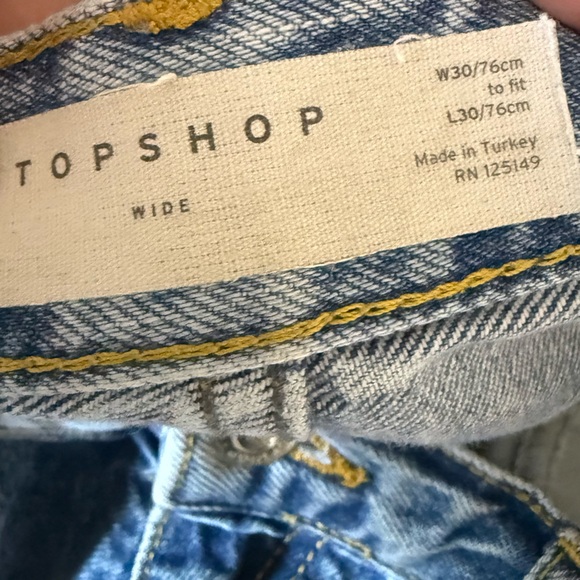 TOPSHOP
WIDE
W30/76cm
to fit
L30/76cm
Made in Turkey
RN 125149